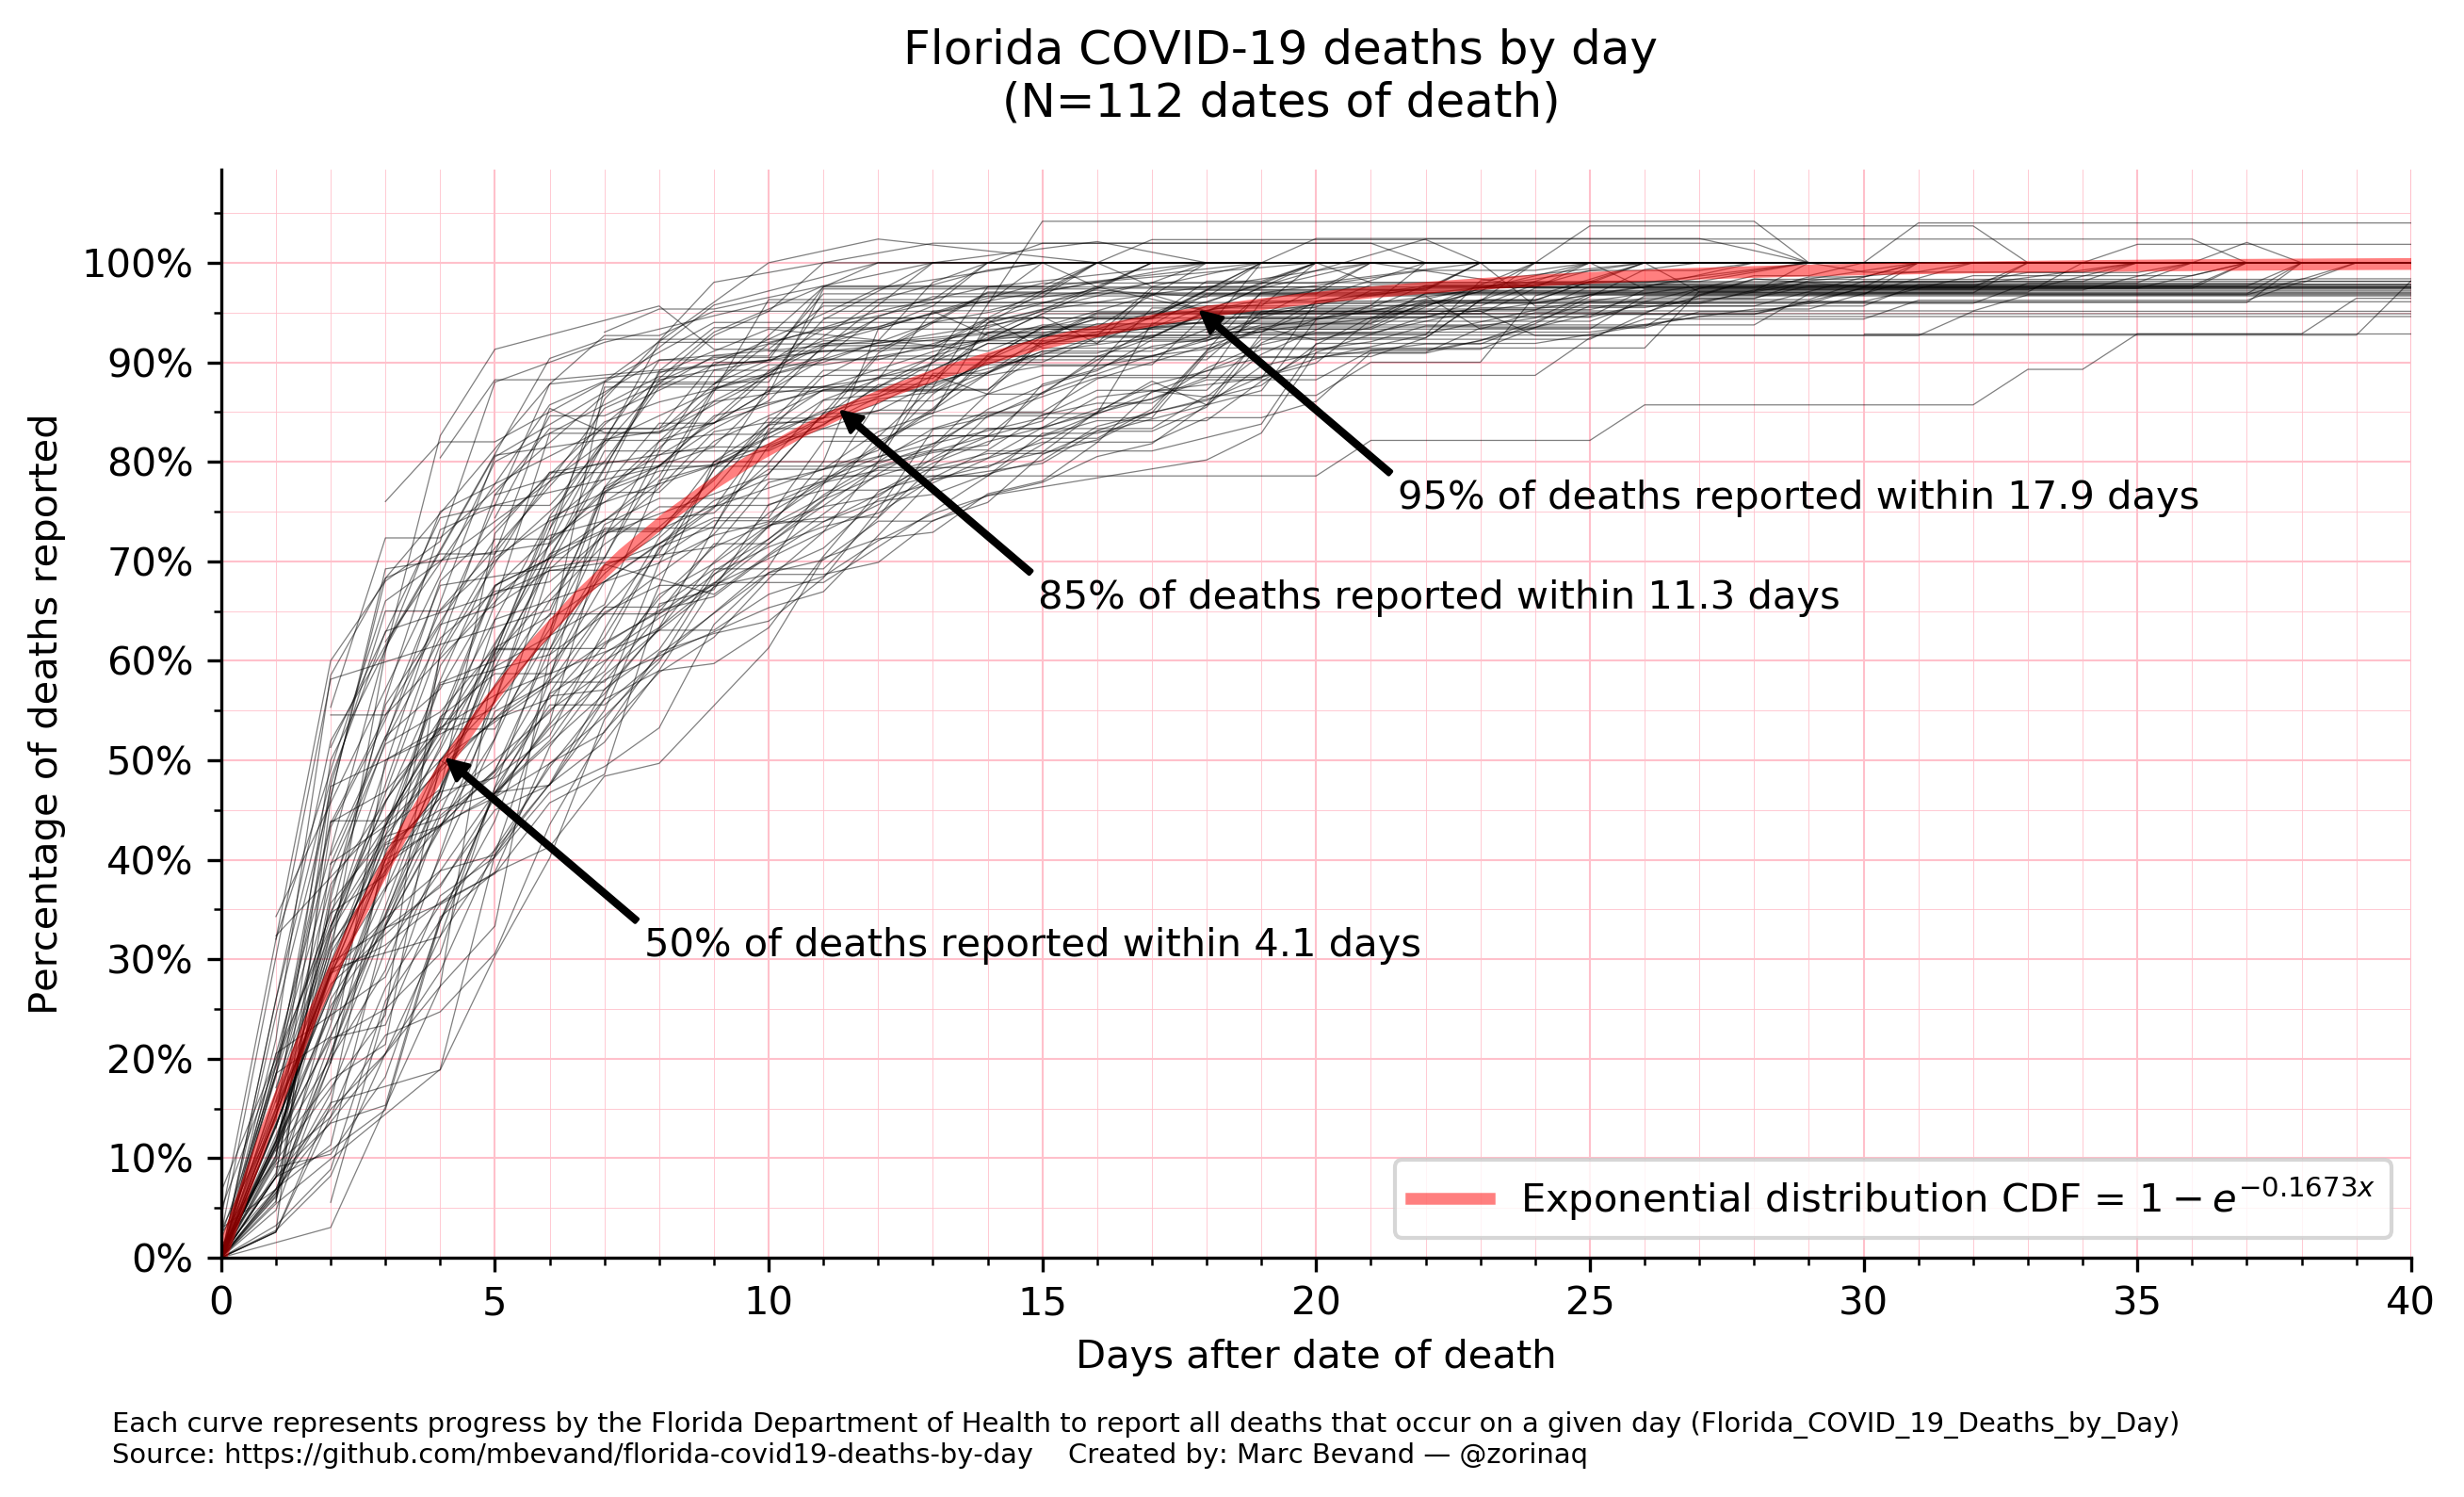 Florida COVID-19 deaths by day
(N=112 dates of death)
Percentage of deaths reported
100%
90%
80%
70%
60%
50%
40%
30%
20%
10%
0%
95% of deaths reported within 17.9 days
85% of deaths reported within 11.3 days
50% of deaths reported within 4.1 days
Exponential distribution CDF = 1 − e^−0.1673x
0 5 10 15 20 25 30 35 40
Days after date of death
Each curve represents progress by the Florida Department of Health to report all deaths that occur on a given day (Florida_COVID_19_Deaths_by_Day)
Source: https://github.com/mbevand/florida-covid19-deaths-by-day Created by: Marc Bevand — @zorinaq